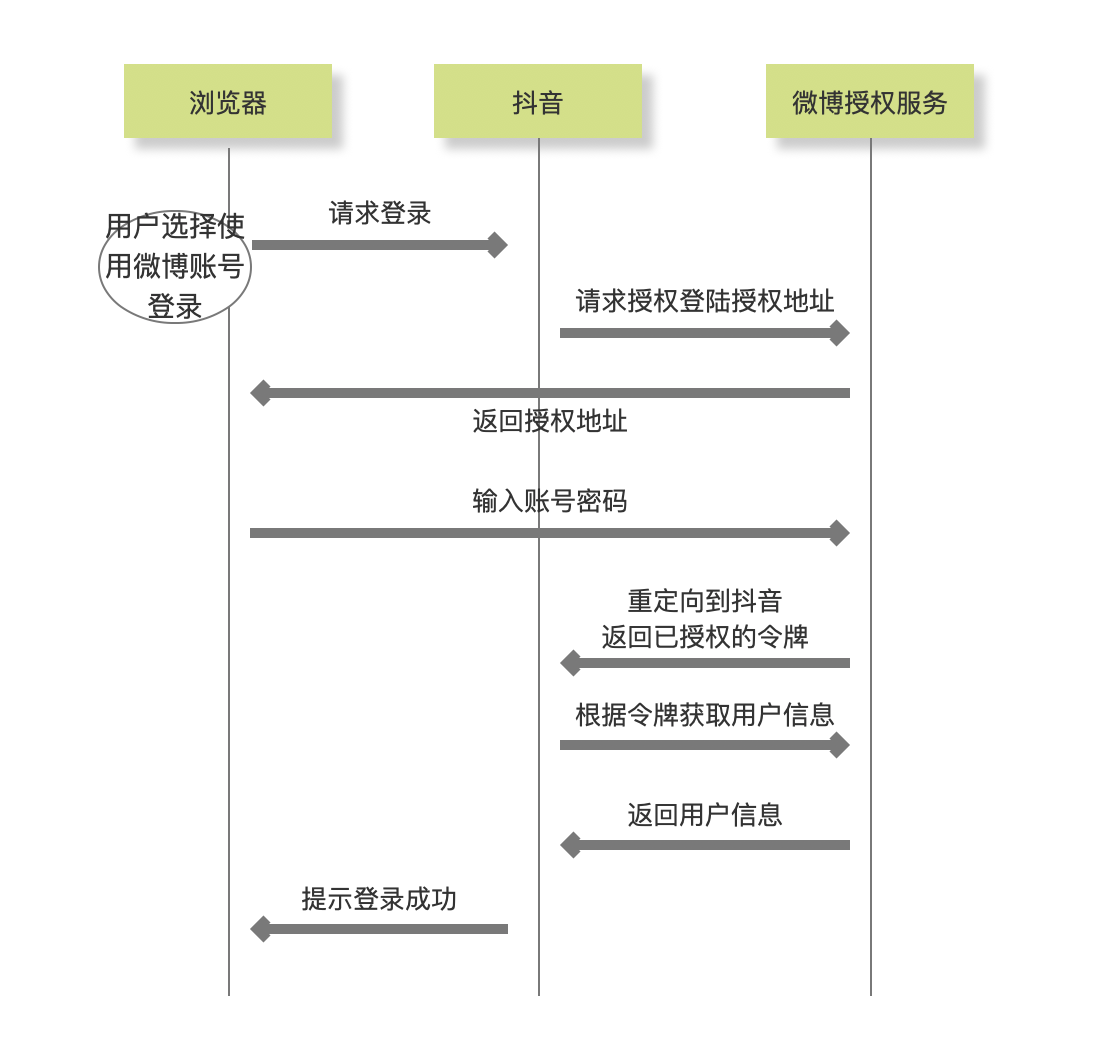 浏览器
抖音
微博授权服务
请求登录
用户选择使
用微博账号
登录
请求授权登陆授权地址
返回授权地址
输入账号密码
重定向到抖音
返回已授权的令牌
根据令牌获取用户信息
返回用户信息
提示登录成功